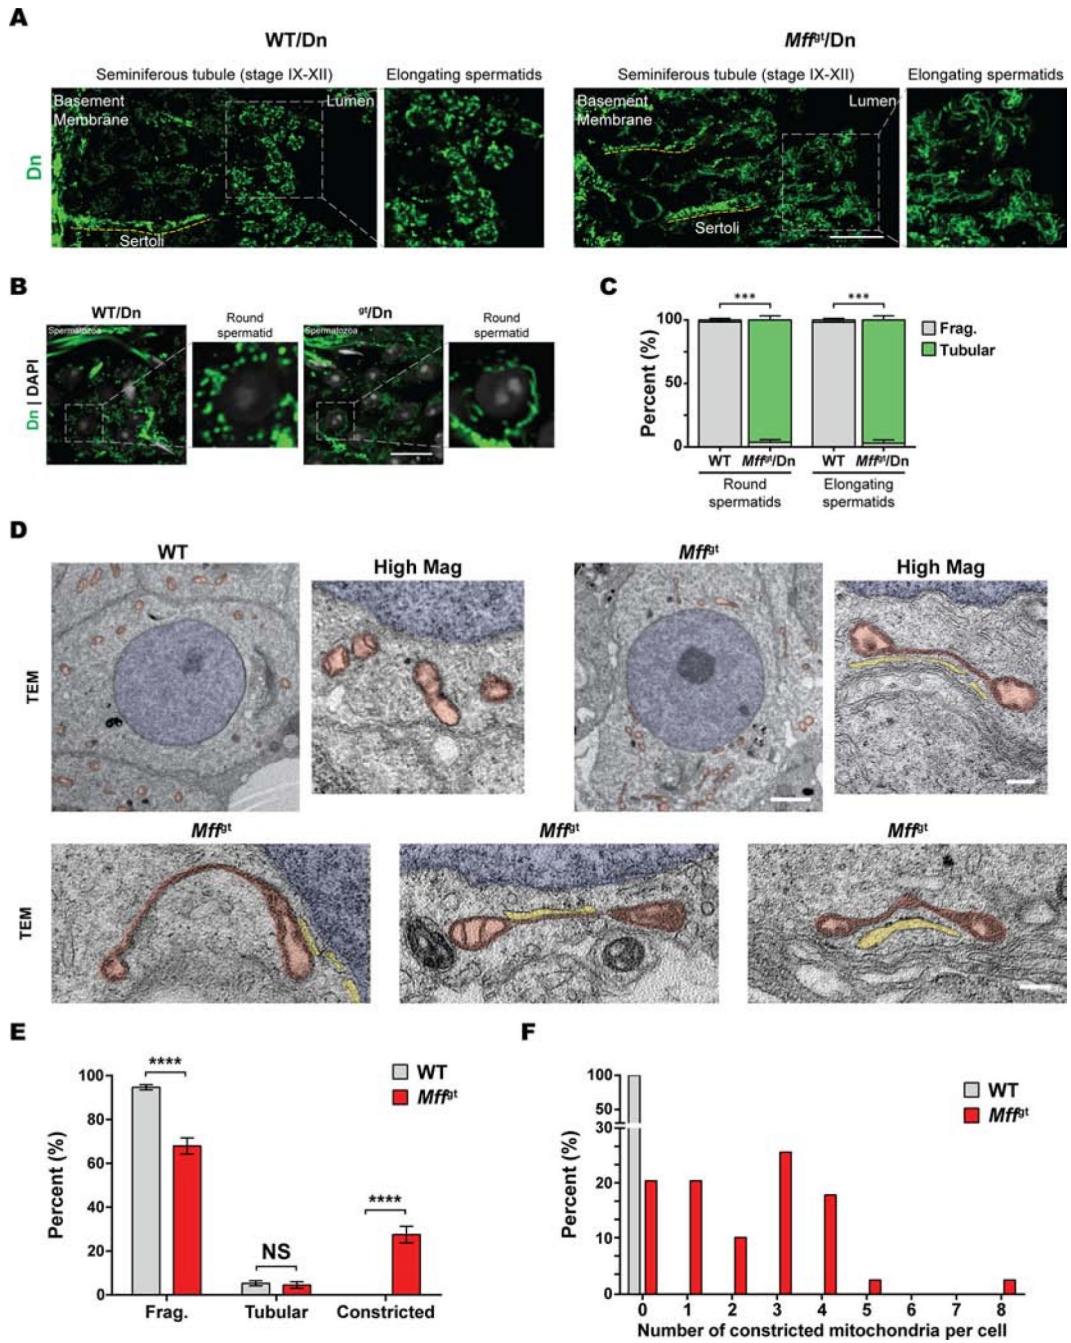 A
WT/Dn
Mffgt/Dn
Seminiferous tubule (stage IX-XII)
Elongating spermatids
Seminiferous tubule (stage IX-XII)
Elongating spermatids
Basement
Membrane
Lumen
Basement
Membrane
Lumen
Dn
Sertoli
Sertoli
B
WT/Dn
Round
spermatid
gt/Dn
Round
spermatid
Spermatozoa
Spermatozoa
Dn | DAPI
C
***
***
Frag.
Tubular
Percent (%)
100
50
0
WT
Mffgt/Dn
WT
Mffgt/Dn
Round
spermatids
Elongating
spermatids
D
WT
High Mag
Mffgt
High Mag
TEM
Mffgt
Mffgt
Mffgt
TEM
E
****
NS
****
WT
Mffgt
Percent (%)
100
80
60
40
20
0
Frag.
Tubular
Constricted
F
WT
Mffgt
Percent (%)
100
50
30
20
10
0
0 1 2 3 4 5 6 7 8
Number of constricted mitochondria per cell